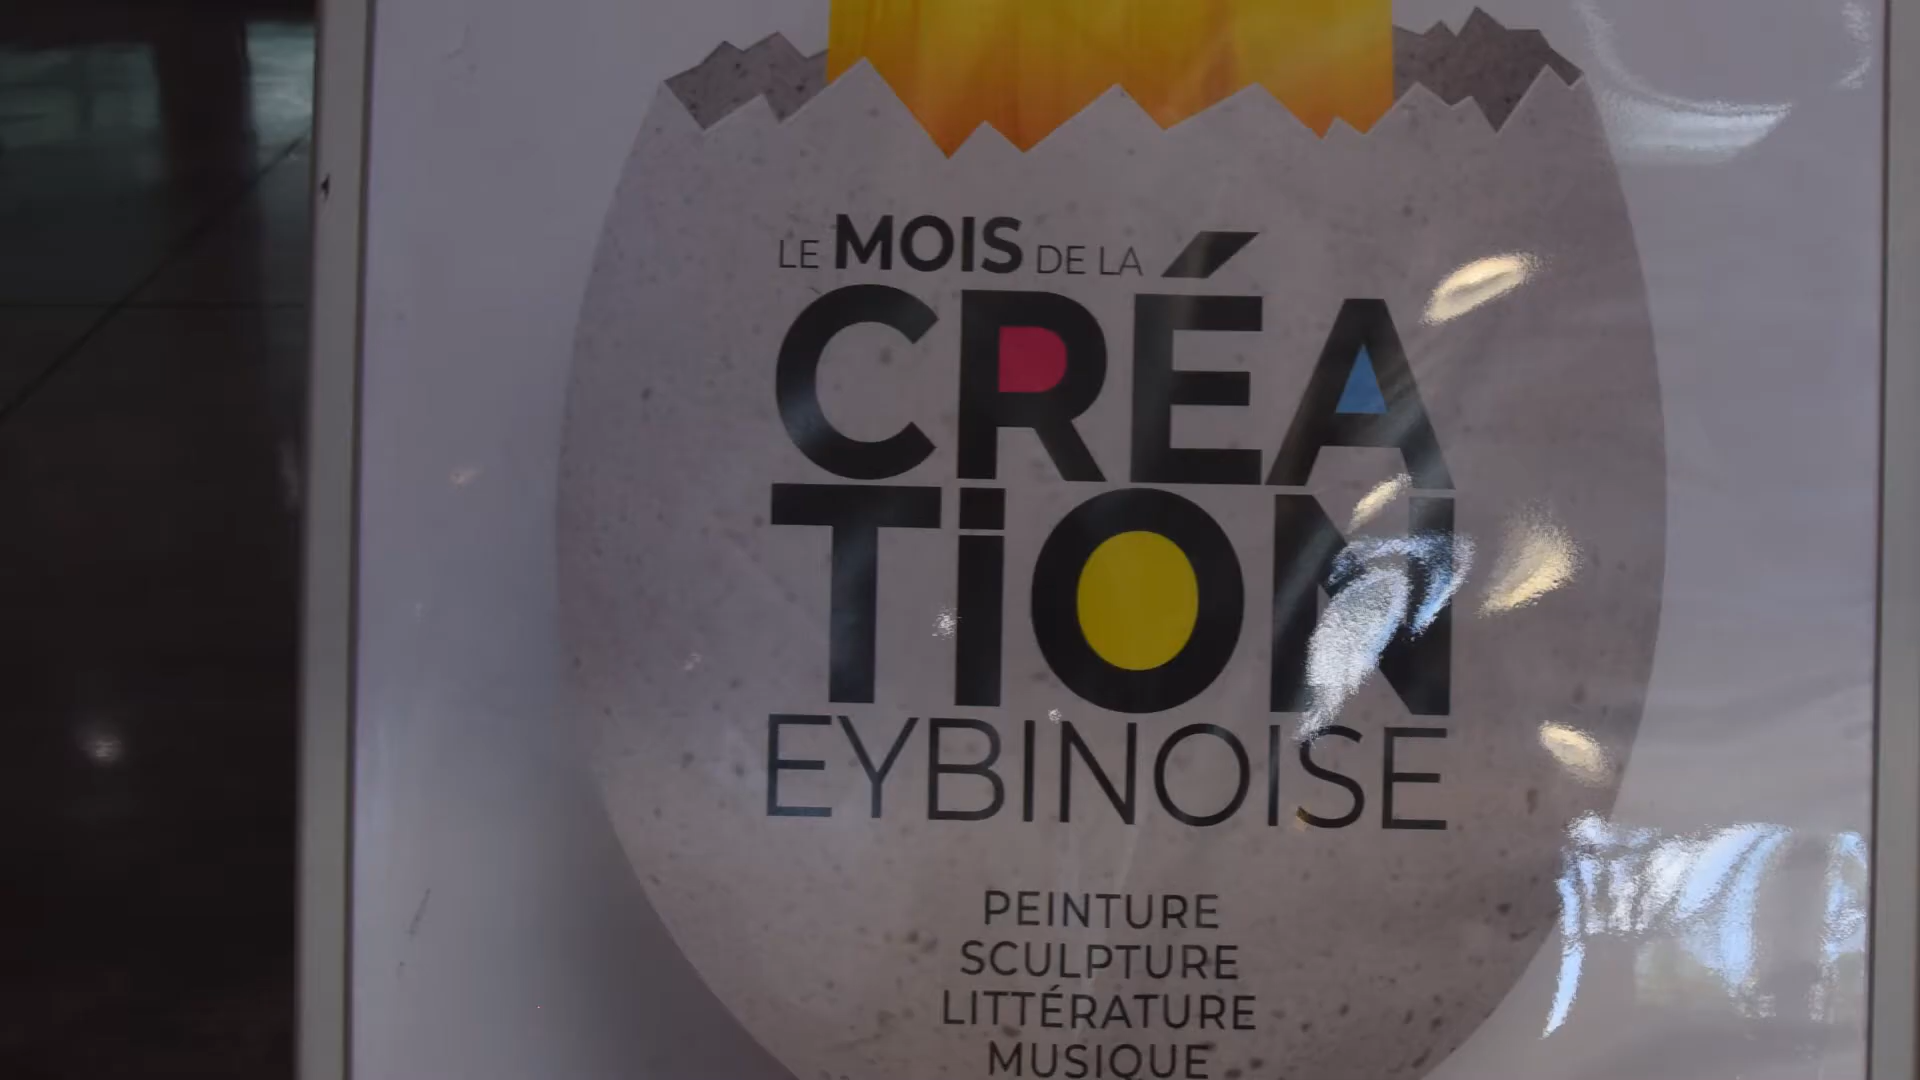 LE MOIS DE LA
CRÉA
TiON
EYBINOISE
PEINTURE
SCULPTURE
LITTÉRATURE
MUSIQUE